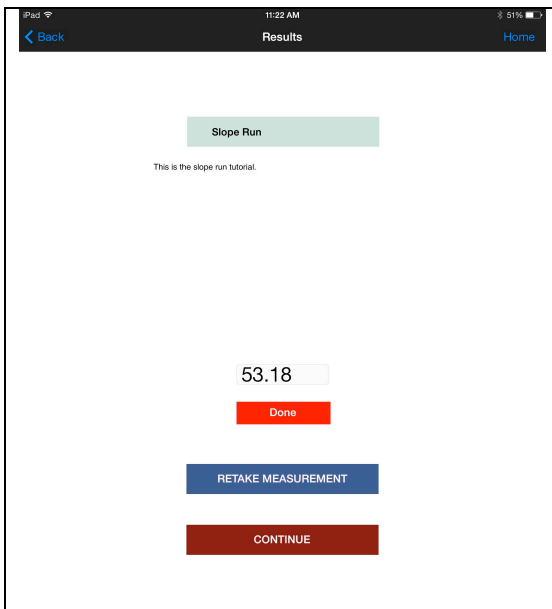 iPad 11:22 AM 51%
Back Results Home
Slope Run
This is the slope run tutorial.
53.18
Done
RETAKE MEASUREMENT
CONTINUE